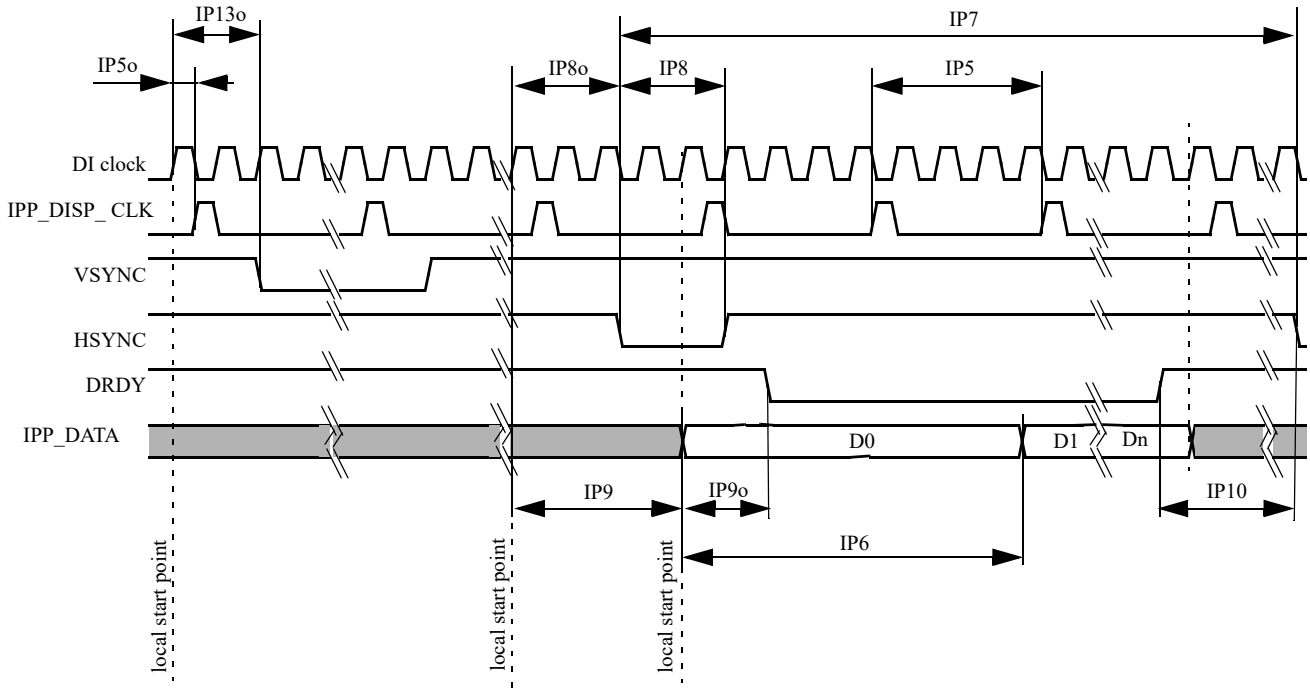 IP13o
IP7
IP5o
IP8o
IP8
IP5
DI clock
IPP_DISP_ CLK
VSYNC
HSYNC
DRDY
IPP_DATA
D0
D1
Dn
IP9
IP9o
IP10
IP6
local start point
local start point
local start point